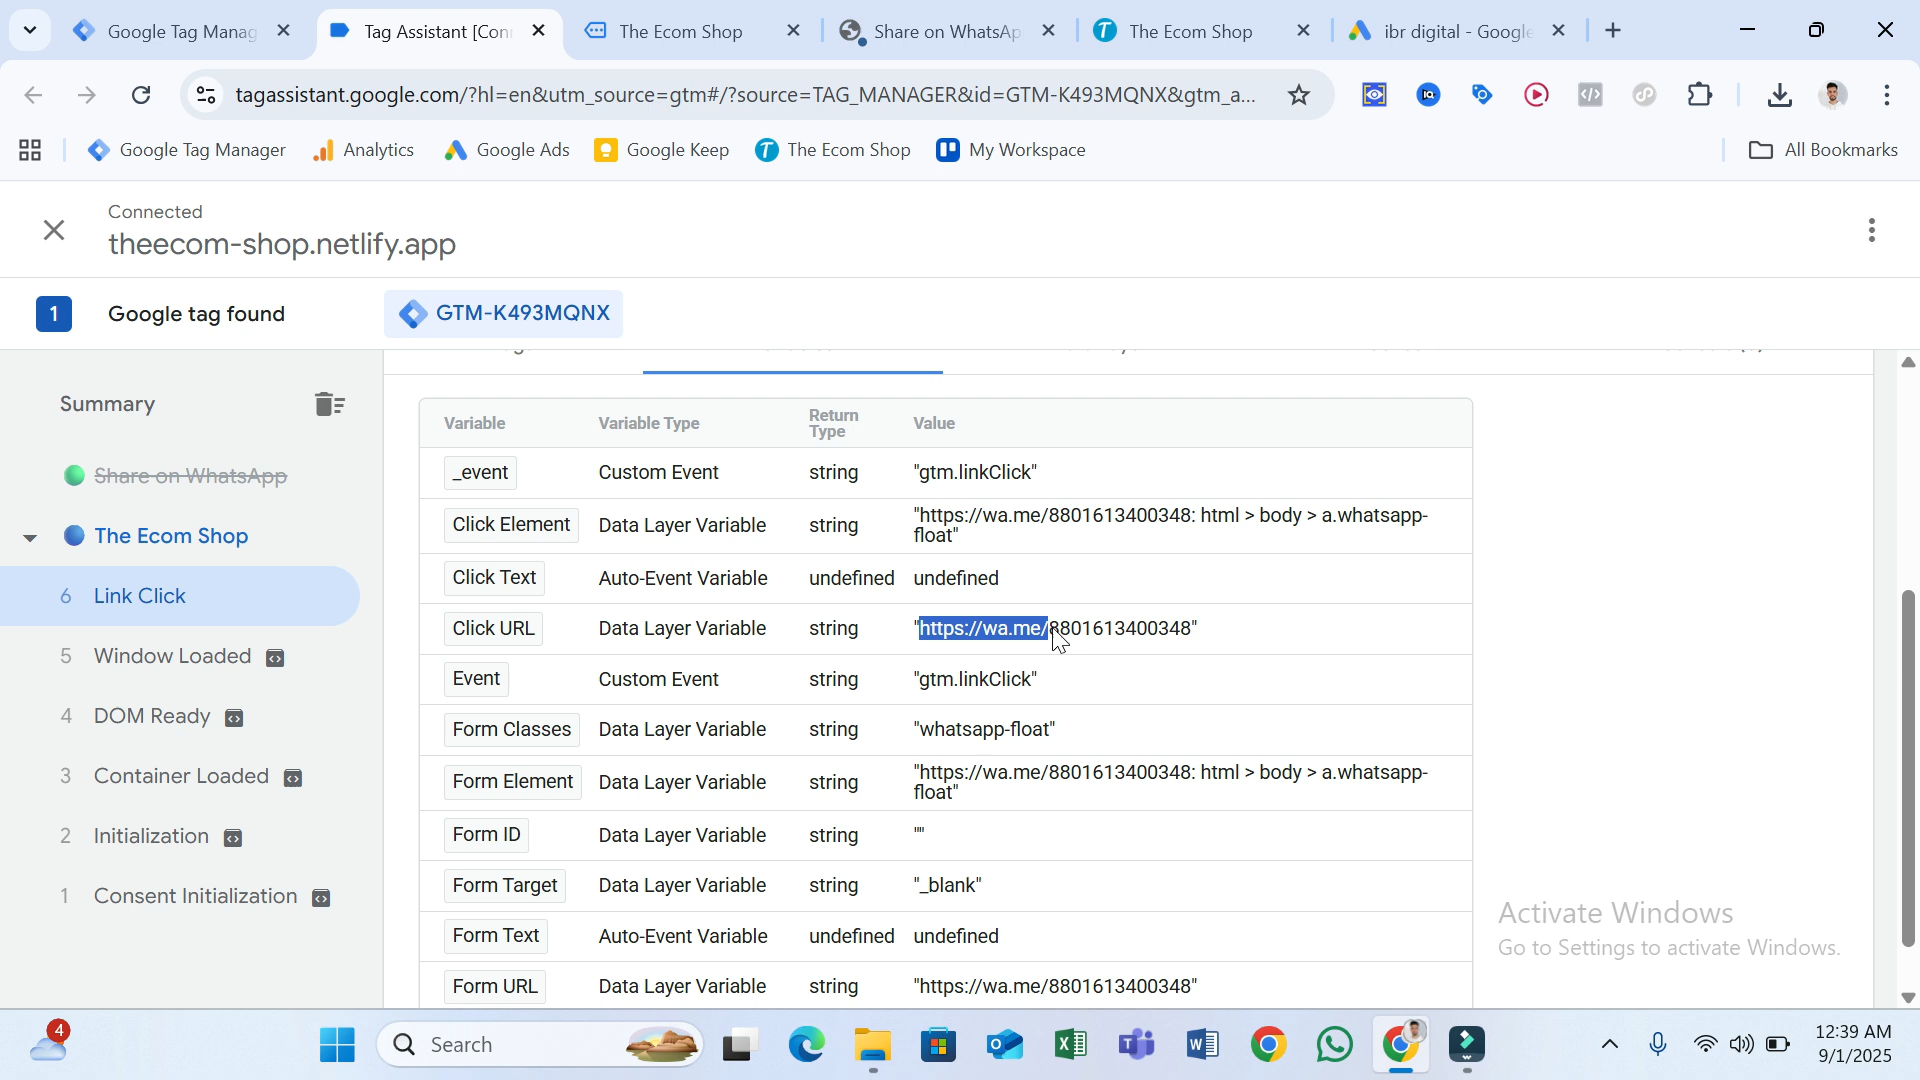 Google Tag Manag
Tag Assistant [Con
The Ecom Shop
Share on WhatsAp
The Ecom Shop
ibr digital - Google
tagassistant.google.com/?hl=en&utm_source=gtm#/?source=TAG_MANAGER&id=GTM-K493MQNX&gtm_a...
Google Tag Manager
Analytics
Google Ads
Google Keep
The Ecom Shop
My Workspace
All Bookmarks
Connected
theecom-shop.netlify.app
1 Google tag found GTM-K493MQNX
Summary
Share on WhatsApp
The Ecom Shop
6 Link Click
5 Window Loaded
4 DOM Ready
3 Container Loaded
2 Initialization
1 Consent Initialization
Variable Variable Type Return Type Value
_event Custom Event string "gtm.linkClick"
Click Element Data Layer Variable string "https://wa.me/8801613400348: html > body > a.whatsapp-
float"
Click Text Auto-Event Variable undefined undefined
Click URL Data Layer Variable string "https://wa.me/8801613400348"
Event Custom Event string "gtm.linkClick"
Form Classes Data Layer Variable string "whatsapp-float"
Form Element Data Layer Variable string "https://wa.me/8801613400348: html > body > a.whatsapp-
float"
Form ID Data Layer Variable string ""
Form Target Data Layer Variable string "_blank"
Form Text Auto-Event Variable undefined undefined
Form URL Data Layer Variable string "https://wa.me/8801613400348"
Activate Windows
Go to Settings to activate Windows.
4
Search
12:39 AM
9/1/2025